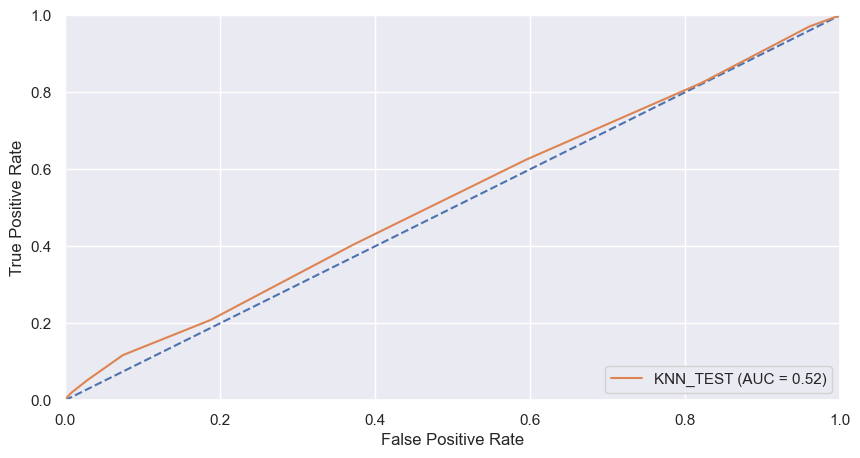 1.0
0.8
0.6
0.4
0.2
0.0
True Positive Rate
KNN_TEST (AUC = 0.52)
0.0 0.2 0.4 0.6 0.8 1.0
False Positive Rate